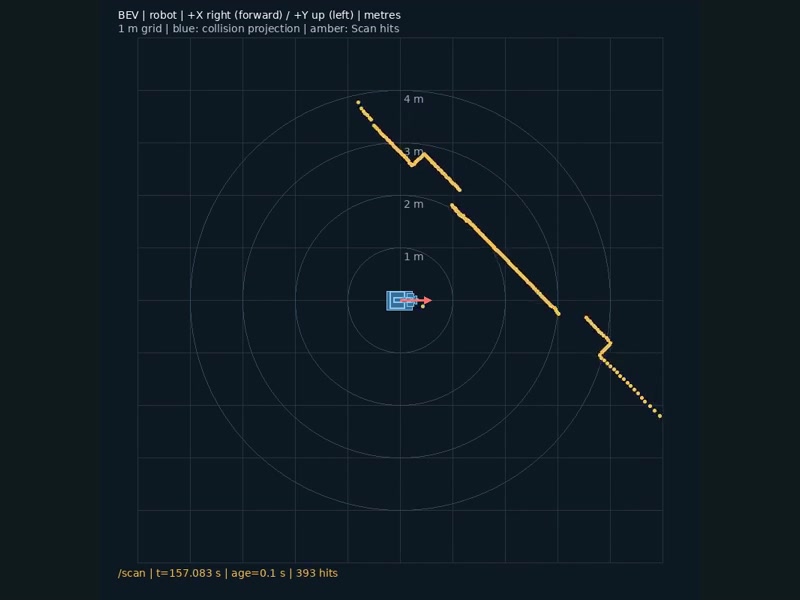 BEV | robot | +X right (forward) / +Y up (left) | metres
1 m grid | blue: collision projection | amber: Scan hits
4 m
3 m
2 m
1 m
/scan | t=157.083 s | age=0.1 s | 393 hits